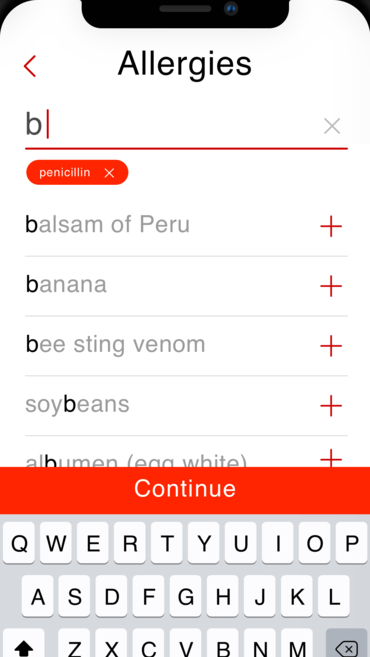 Allergies
b
penicillin
balsam of Peru
banana
bee sting venom
soybeans
albumen (egg white)
Continue
Q W E R T Y U I O P
A S D F G H J K L
Z X C V B N M